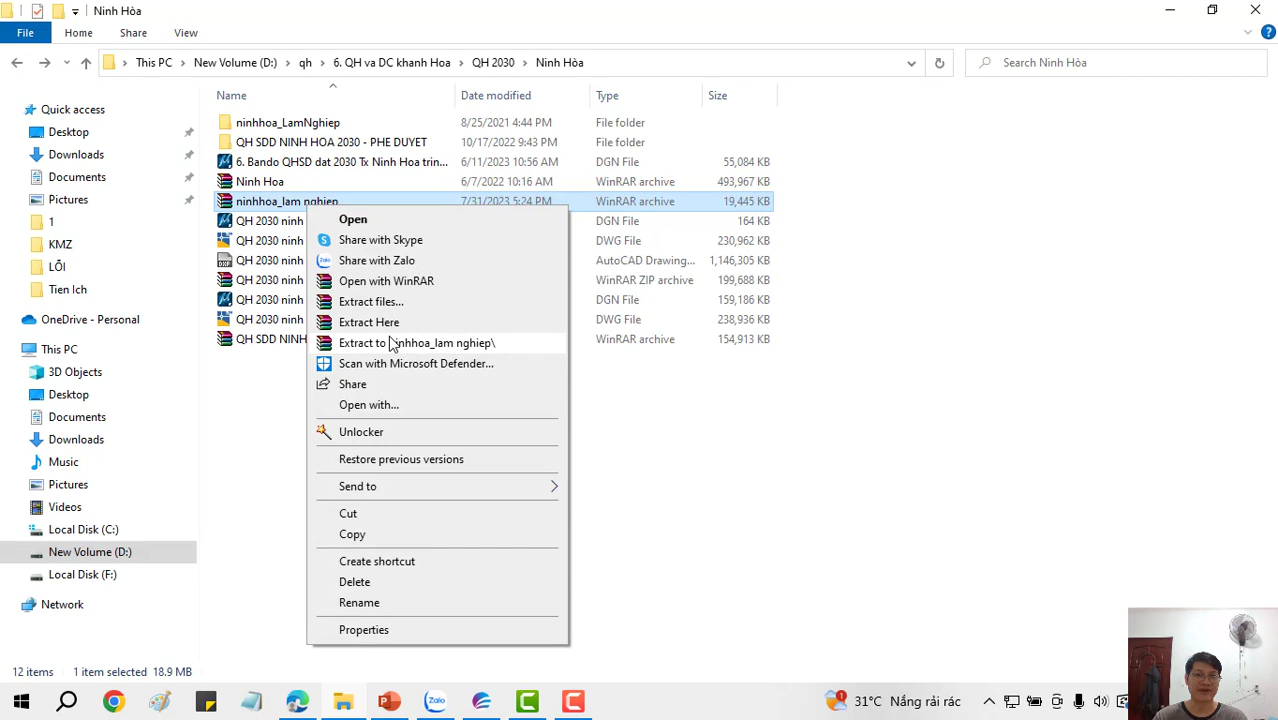 Ninh Hòa
File Home Share View
This PC New Volume (D:) qh 6. QH va DC khanh Hoa QH 2030 Ninh Hòa Search Ninh Hòa
Name Date modified Type Size
Quick access
Desktop
Downloads
Documents
Pictures
1
KMZ
LỖI
Tien Ich
OneDrive - Personal
This PC
3D Objects
Desktop
Documents
Downloads
Music
Pictures
Videos
Local Disk (C:)
New Volume (D:)
Local Disk (F:)
Network
ninhhoa_LamNghiep 8/25/2021 4:44 PM File folder
QH SDD NINH HOA 2030 - PHE DUYET 10/17/2022 9:43 PM File folder
6. Bando QHSD dat 2030 Tx Ninh Hoa trin... 6/11/2023 10:56 AM DGN File 55,084 KB
Ninh Hoa 6/7/2022 10:16 AM WinRAR archive 493,967 KB
ninhhoa_lam nghiep 7/31/2023 5:24 PM WinRAR archive 19,445 KB
QH 2030 ninh DGN File 164 KB
QH 2030 ninh DWG File 230,962 KB
QH 2030 ninh AutoCAD Drawing... 1,146,305 KB
QH 2030 ninh WinRAR ZIP archive 199,688 KB
QH 2030 ninh DGN File 159,186 KB
QH 2030 ninh DWG File 238,936 KB
QH SDD NINH WinRAR archive 154,913 KB
Open
Share with Skype
Share with Zalo
Open with WinRAR
Extract files...
Extract Here
Extract to ninhhoa_lam nghiep\
Scan with Microsoft Defender...
Share
Open with...
Unlocker
Restore previous versions
Send to
Cut
Copy
Create shortcut
Delete
Rename
Properties
12 items 1 item selected 18.9 MB
31°C Nắng rải rác